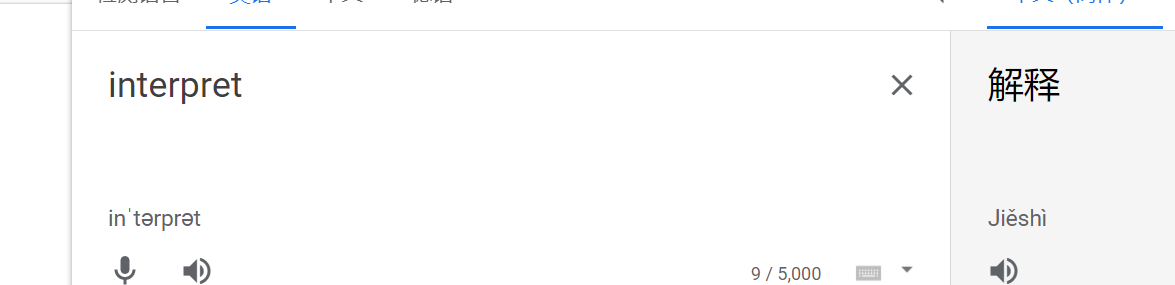 interpret
解释
inˈtərprət
Jiěshì
9 / 5,000